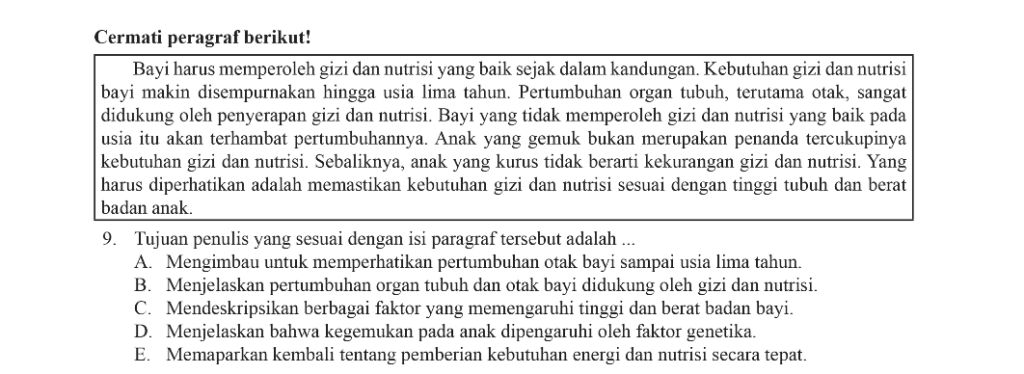 Cermati paragraf berikut!
Bayi harus memperoleh gizi dan nutrisi yang baik sejak dalam kandungan. Kebutuhan gizi dan nutrisi
bayi makin disempurnakan hingga usia lima tahun. Pertumbuhan organ tubuh, terutama otak, sangat
didukung oleh penyerapan gizi dan nutrisi. Bayi yang tidak memperoleh gizi dan nutrisi yang baik pada
usia itu akan terhambat pertumbuhannya. Anak yang gemuk bukan merupakan penanda tercukupinya
kebutuhan gizi dan nutrisi. Sebaliknya, anak yang kurus tidak berarti kekurangan gizi dan nutrisi. Yang
harus diperhatikan adalah memastikan kebutuhan gizi dan nutrisi sesuai dengan tinggi tubuh dan berat
badan anak.
9. Tujuan penulis yang sesuai dengan isi paragraf tersebut adalah ...
A. Mengimbau untuk memperhatikan pertumbuhan otak bayi sampai usia lima tahun.
B. Menjelaskan pertumbuhan organ tubuh dan otak bayi didukung oleh gizi dan nutrisi.
C. Mendeskripsikan berbagai faktor yang memengaruhi tinggi dan berat badan bayi.
D. Menjelaskan bahwa kegemukan pada anak dipengaruhi oleh faktor genetika.
E. Memaparkan kembali tentang pemberian kebutuhan energi dan nutrisi secara tepat.